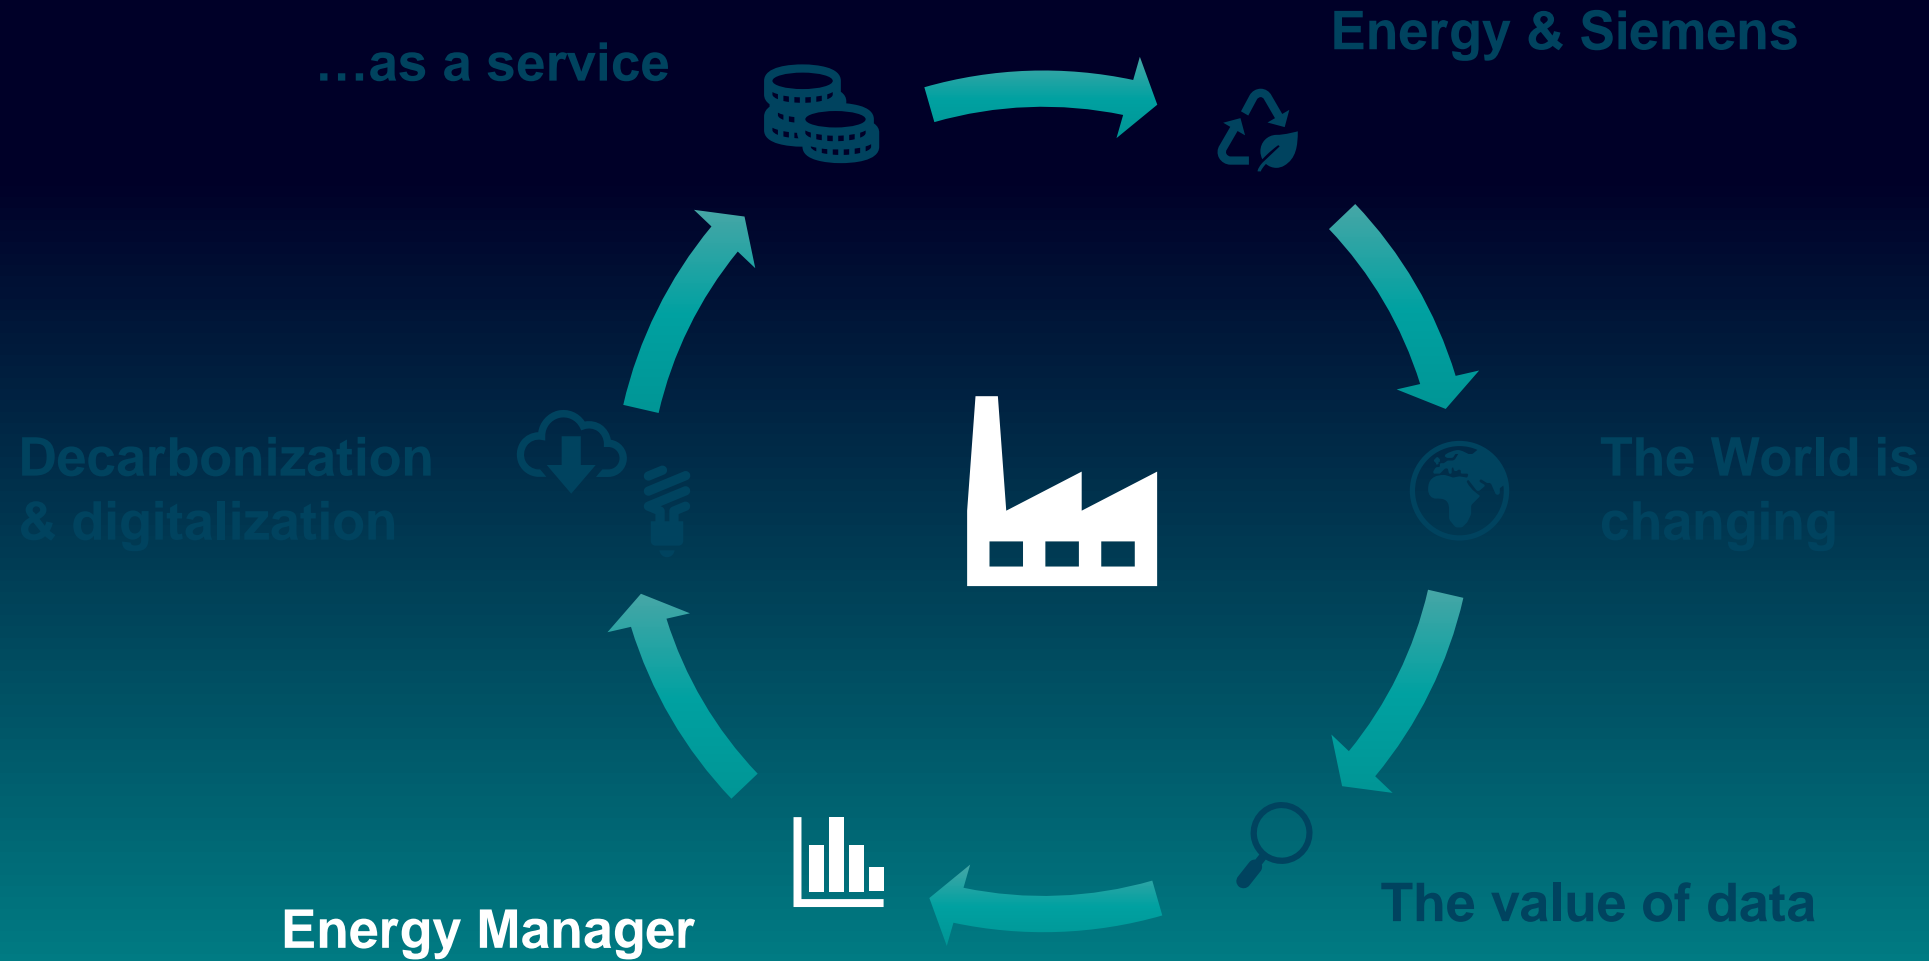 …as a service
Energy & Siemens
Decarbonization
& digitalization
The World is
changing
Energy Manager
The value of data